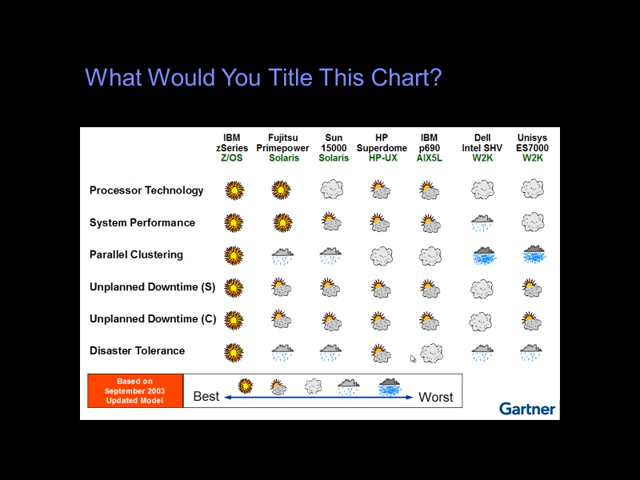 What Would You Title This Chart?
IBM Fujitsu Sun HP IBM Dell Unisys
zSeries Primepower 15000 Superdome p690 Intel SHV ES7000
Z/OS Solaris Solaris HP-UX AIX5L W2K W2K
Processor Technology
System Performance
Parallel Clustering
Unplanned Downtime (S)
Unplanned Downtime (C)
Disaster Tolerance
Based on
September 2003
Updated Model
Best Worst
Gartner